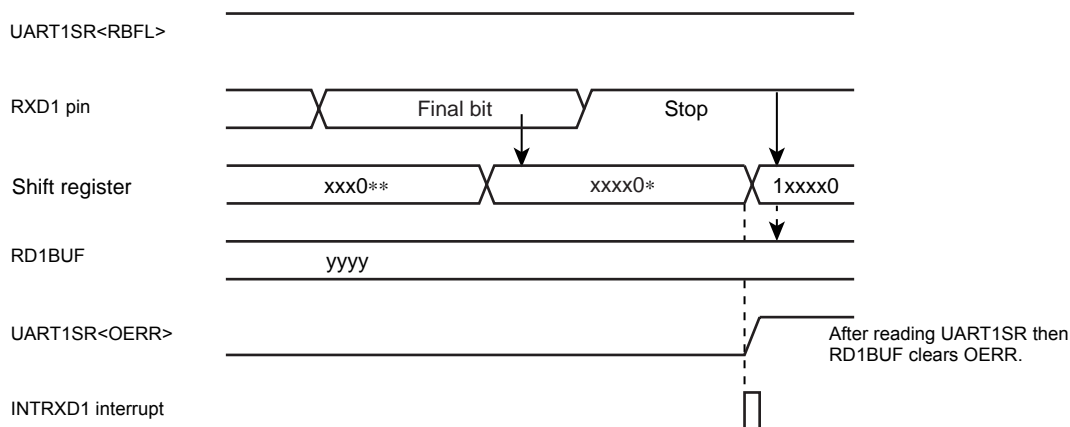 UART1SR<RBFL>
RXD1 pin
Final bit
Stop
Shift register
xxx0**
xxxx0*
1xxxx0
RD1BUF
yyyy
UART1SR<OERR>
After reading UART1SR then
RD1BUF clears OERR.
INTRXD1 interrupt